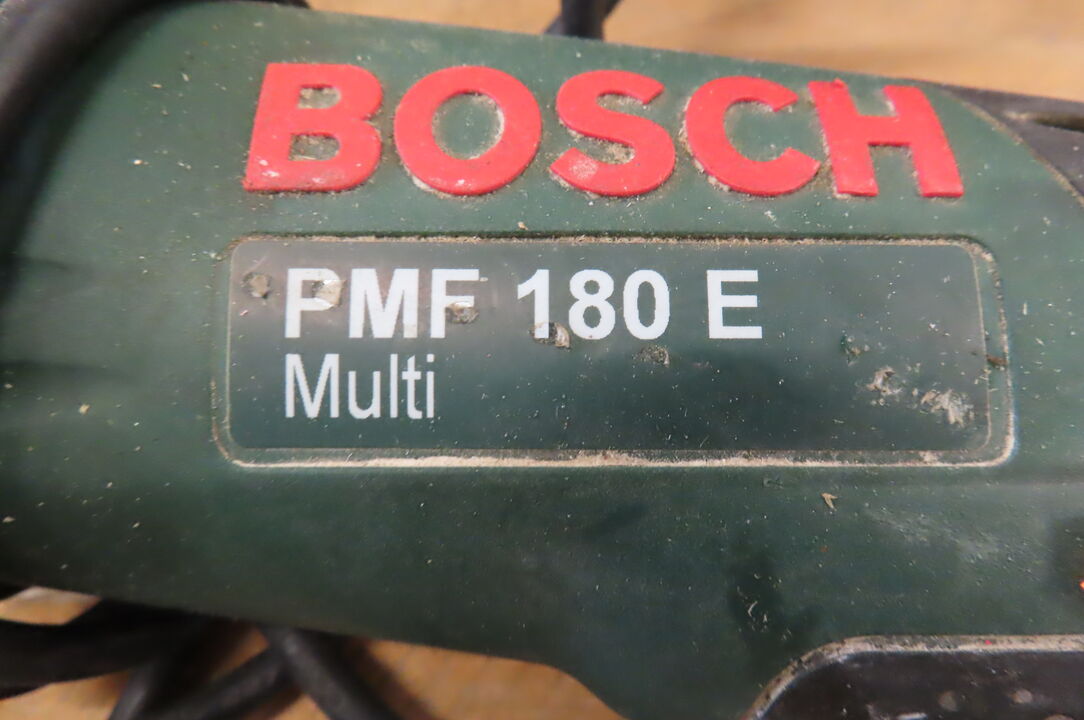 BOSCH
PMF 180 E
Multi